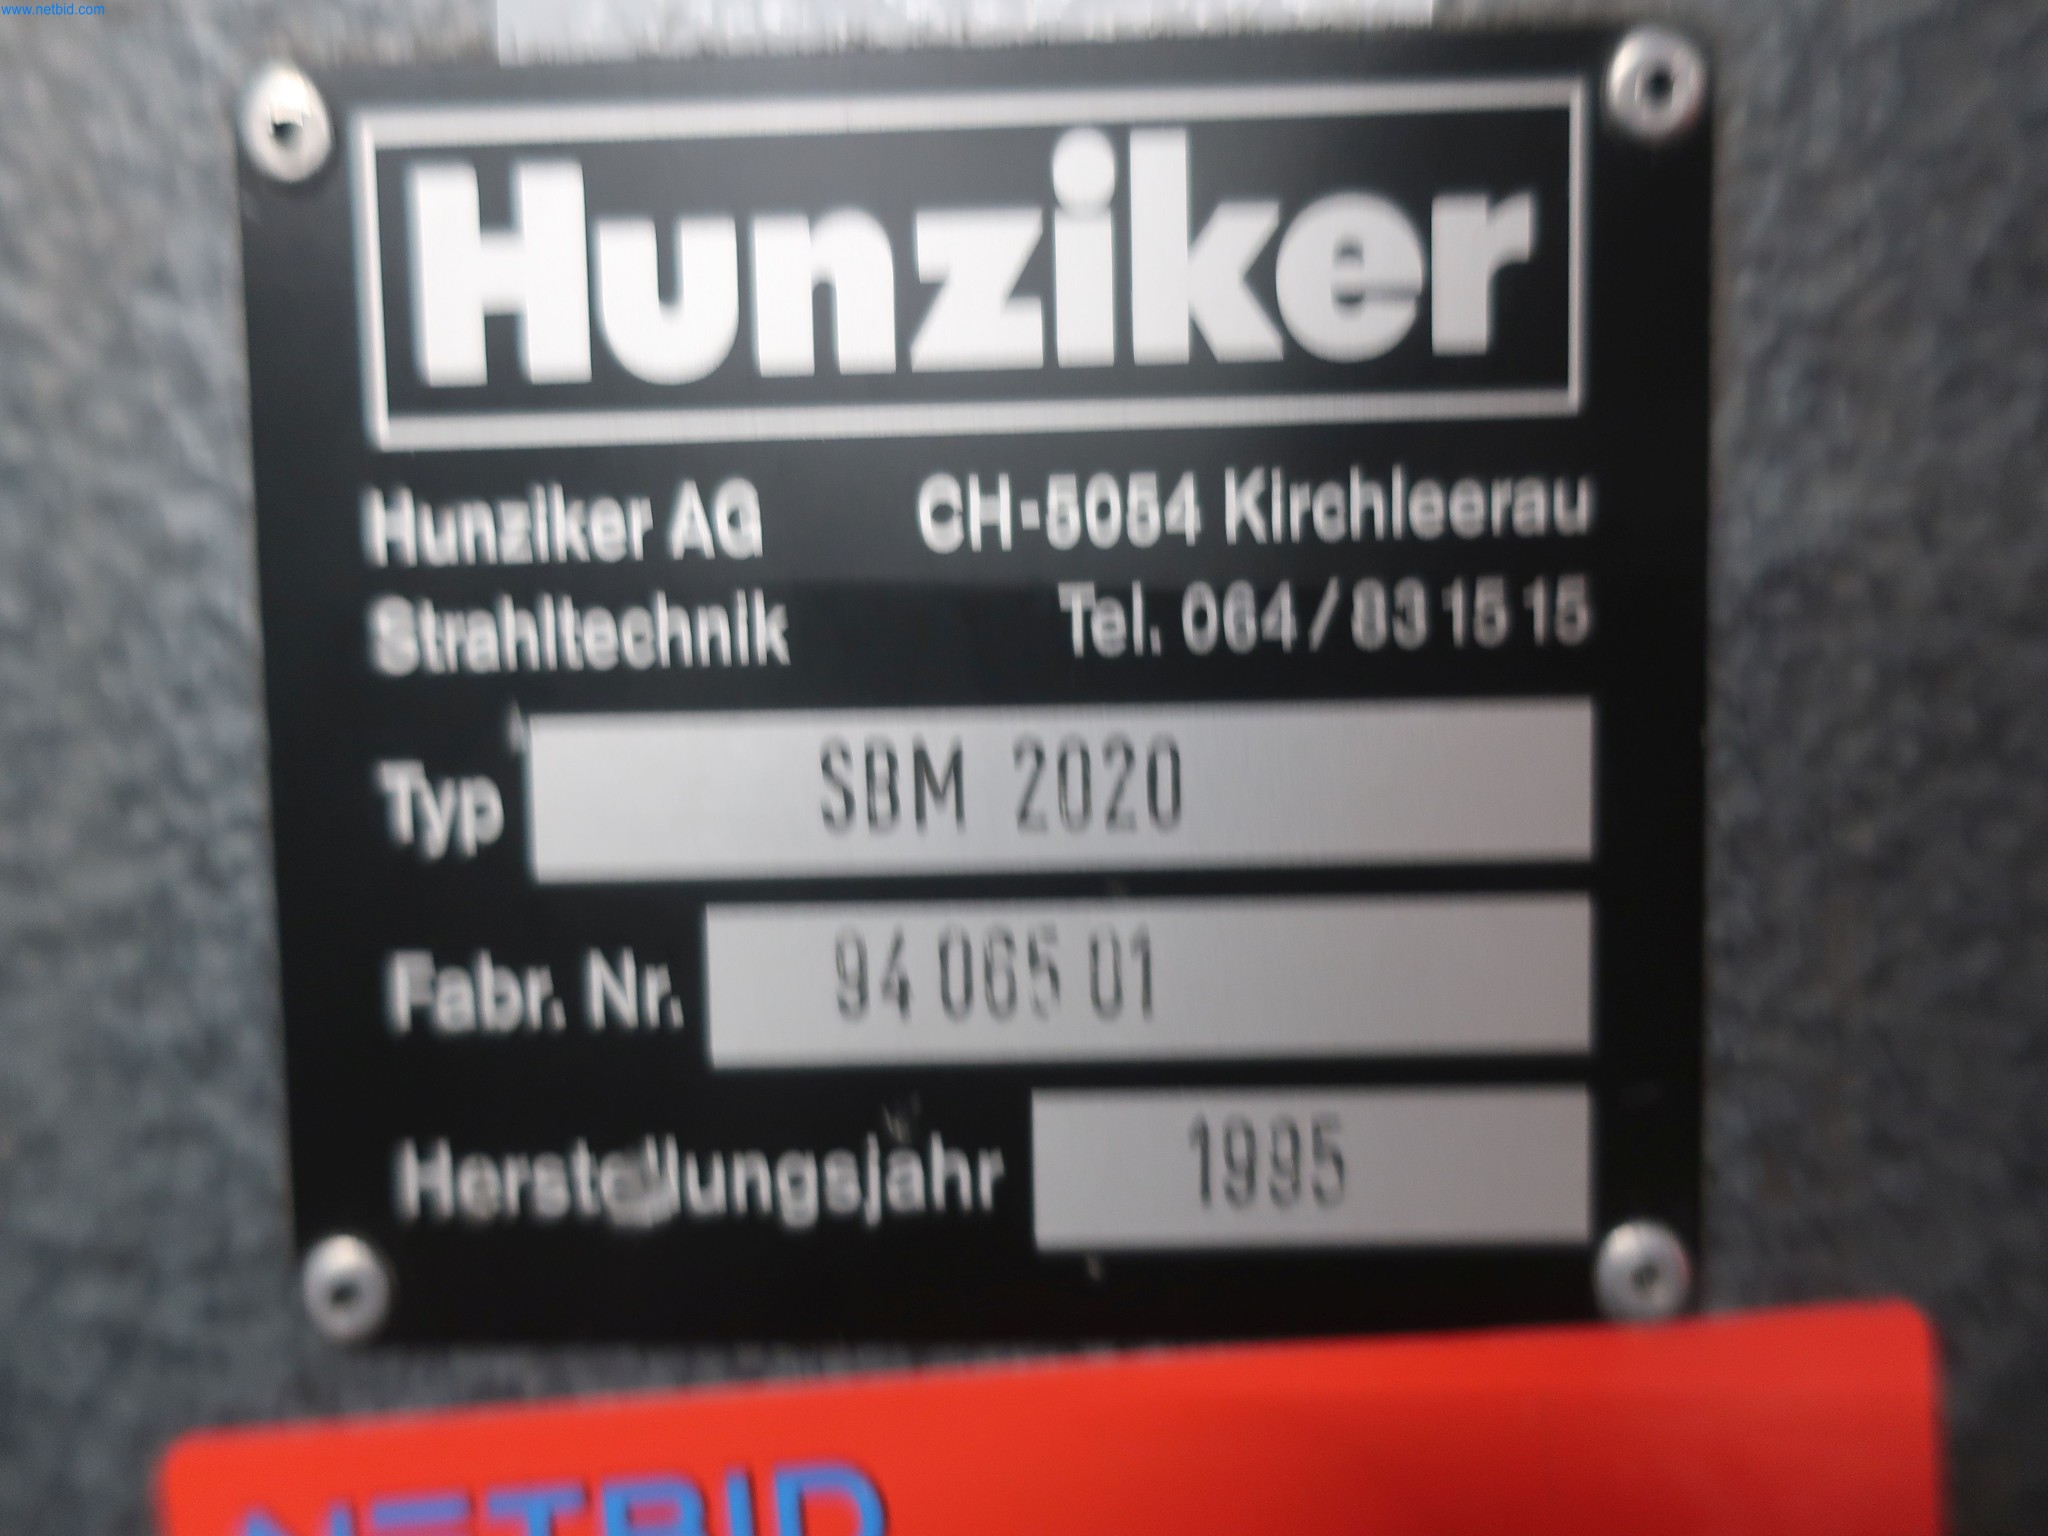 www.netbid.com
Hunziker
Hunziker AG CH-5054 Kirchleerau
Strahltechnik Tel. 064/83 15 15
Typ SBM 2020
Fabr. Nr. 94 065 01
Herstellungsjahr 1995
NETBID